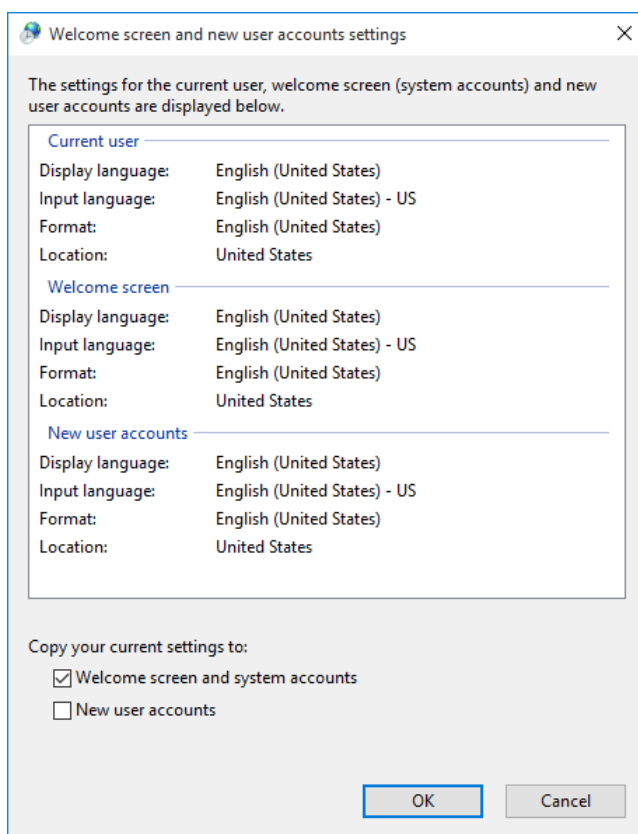 Welcome screen and new user accounts settings
The settings for the current user, welcome screen (system accounts) and new
user accounts are displayed below.
Current user
Display language: English (United States)
Input language: English (United States) - US
Format: English (United States)
Location: United States
Welcome screen
Display language: English (United States)
Input language: English (United States) - US
Format: English (United States)
Location: United States
New user accounts
Display language: English (United States)
Input language: English (United States) - US
Format: English (United States)
Location: United States
Copy your current settings to:
Welcome screen and system accounts
New user accounts
OK Cancel